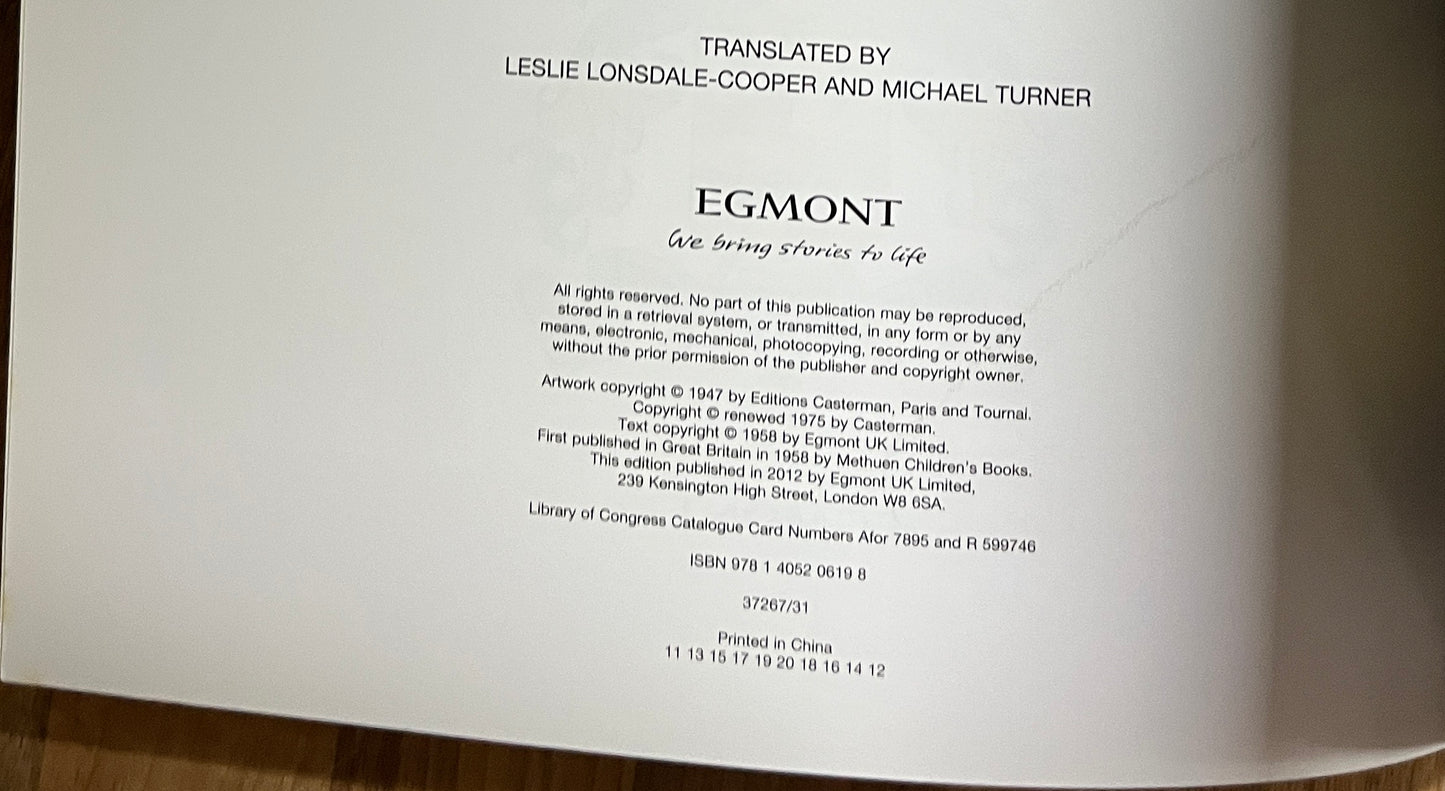 TRANSLATED BY
LESLIE LONSDALE-COOPER AND MICHAEL TURNER
EGMONT
We bring stories to life
All rights reserved. No part of this publication may be reproduced,
stored in a retrieval system, or transmitted, in any form or by any
means, electronic, mechanical, photocopying, recording or otherwise,
without the prior permission of the publisher and copyright owner.
Artwork copyright © 1947 by Editions Casterman, Paris and Tournai.
Copyright © renewed 1975 by Casterman.
Text copyright © 1958 by Egmont UK Limited.
First published in Great Britain in 1958 by Methuen Children's Books.
This edition published in 2012 by Egmont UK Limited,
239 Kensington High Street, London W8 6SA.
Library of Congress Catalogue Card Numbers Afor 7895 and R 599746
ISBN 978 1 4052 0619 8
37267/31
Printed in China
11 13 15 17 19 20 18 16 14 12